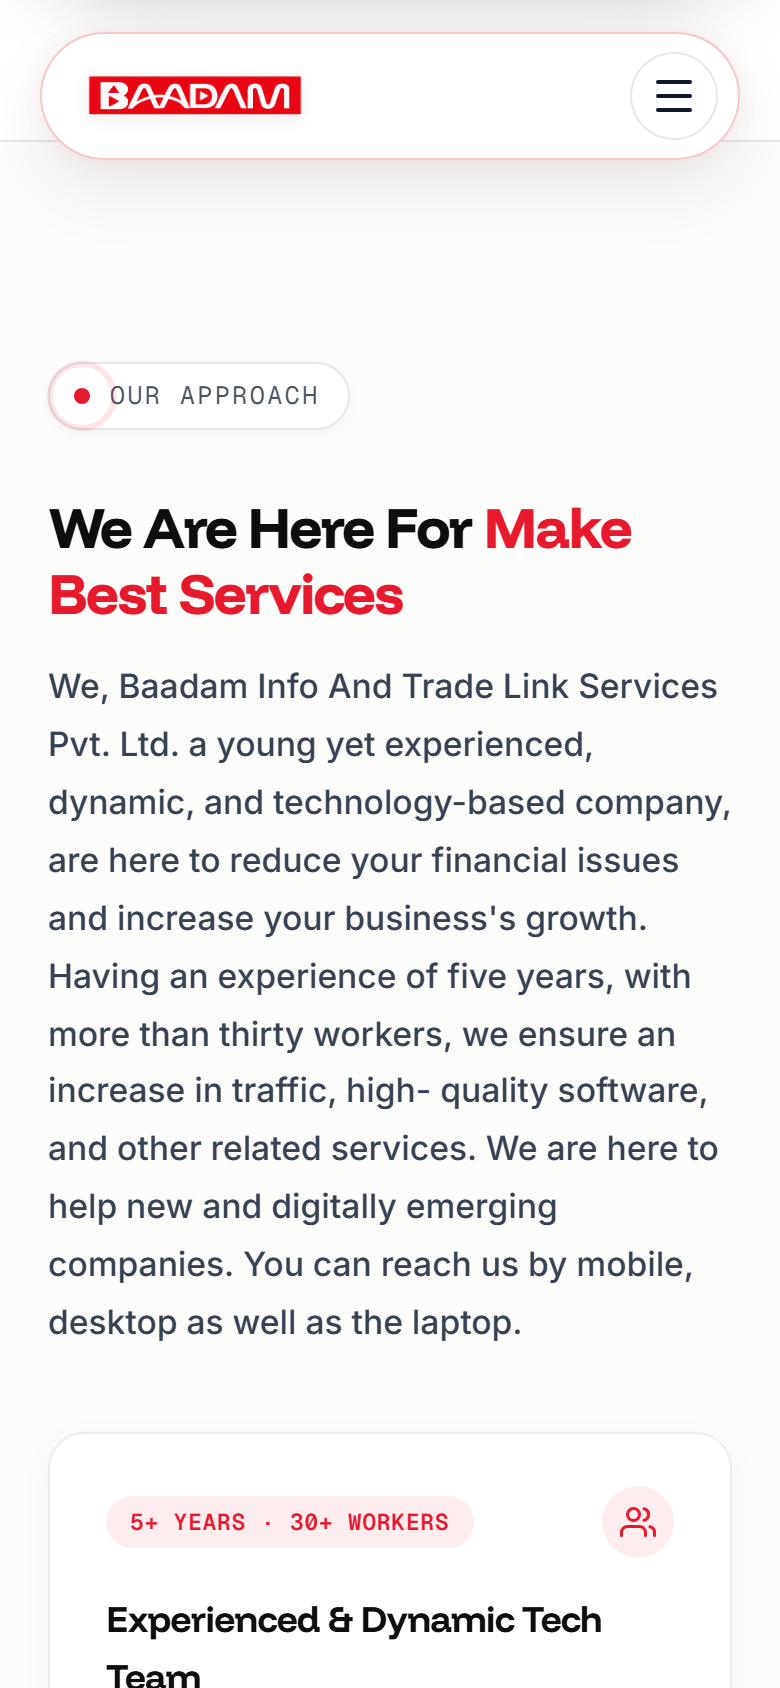 BAADAM
OUR APPROACH
We Are Here For Make
Best Services
We, Baadam Info And Trade Link Services
Pvt. Ltd. a young yet experienced,
dynamic, and technology-based company,
are here to reduce your financial issues
and increase your business's growth.
Having an experience of five years, with
more than thirty workers, we ensure an
increase in traffic, high- quality software,
and other related services. We are here to
help new and digitally emerging
companies. You can reach us by mobile,
desktop as well as the laptop.
5+ YEARS · 30+ WORKERS
Experienced & Dynamic Tech
Team